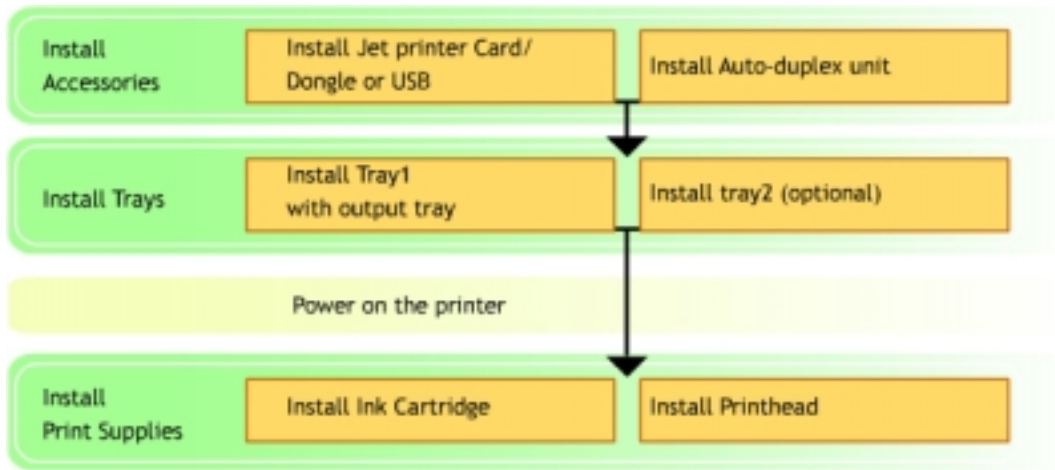 Install
Accessories
Install Jet printer Card/
Dongle or USB
Install Auto-duplex unit
Install Trays
Install Tray1
with output tray
Install tray2 (optional)
Power on the printer
Install
Print Supplies
Install Ink Cartridge
Install Printhead